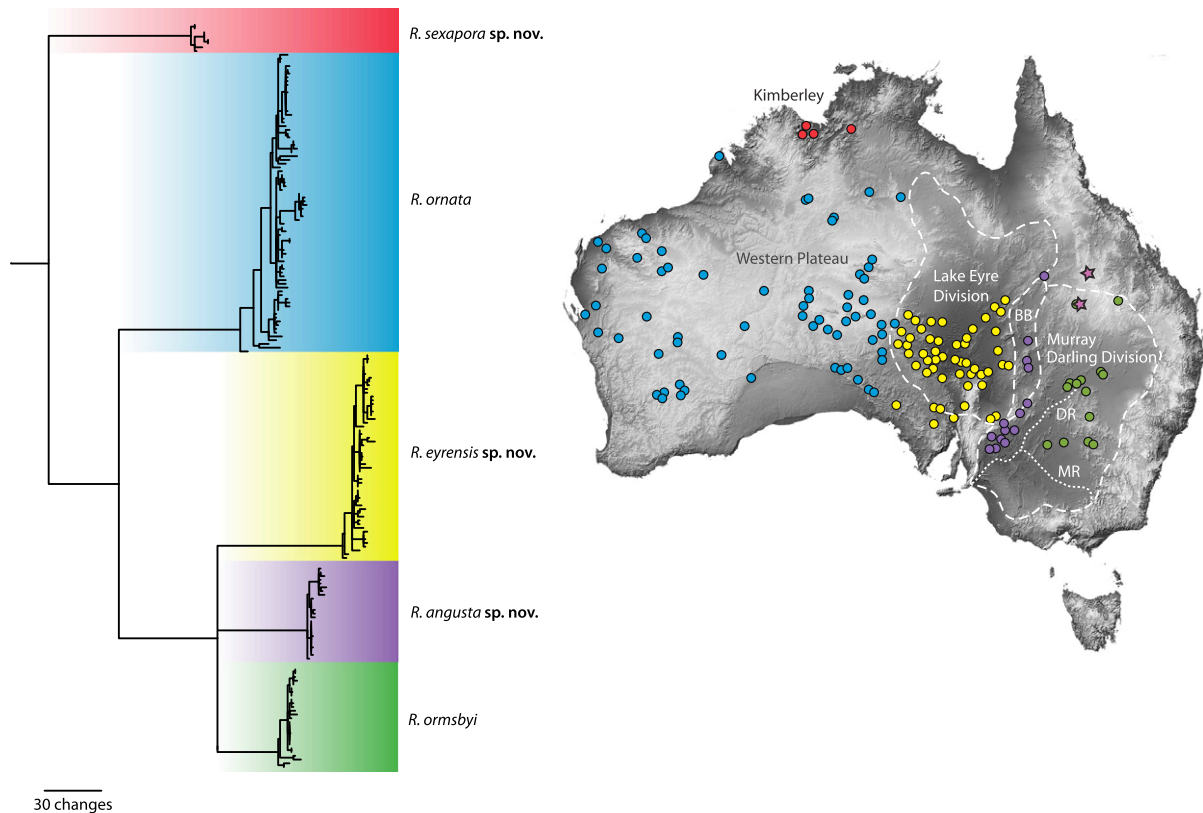 R. sexapora sp. nov.
R. ornata
R. eyrensis sp. nov.
R. angusta sp. nov.
R. ormsbyi
30 changes
Kimberley
Western Plateau
Lake Eyre
Division
BB
Murray
Darling Division
DR
MR